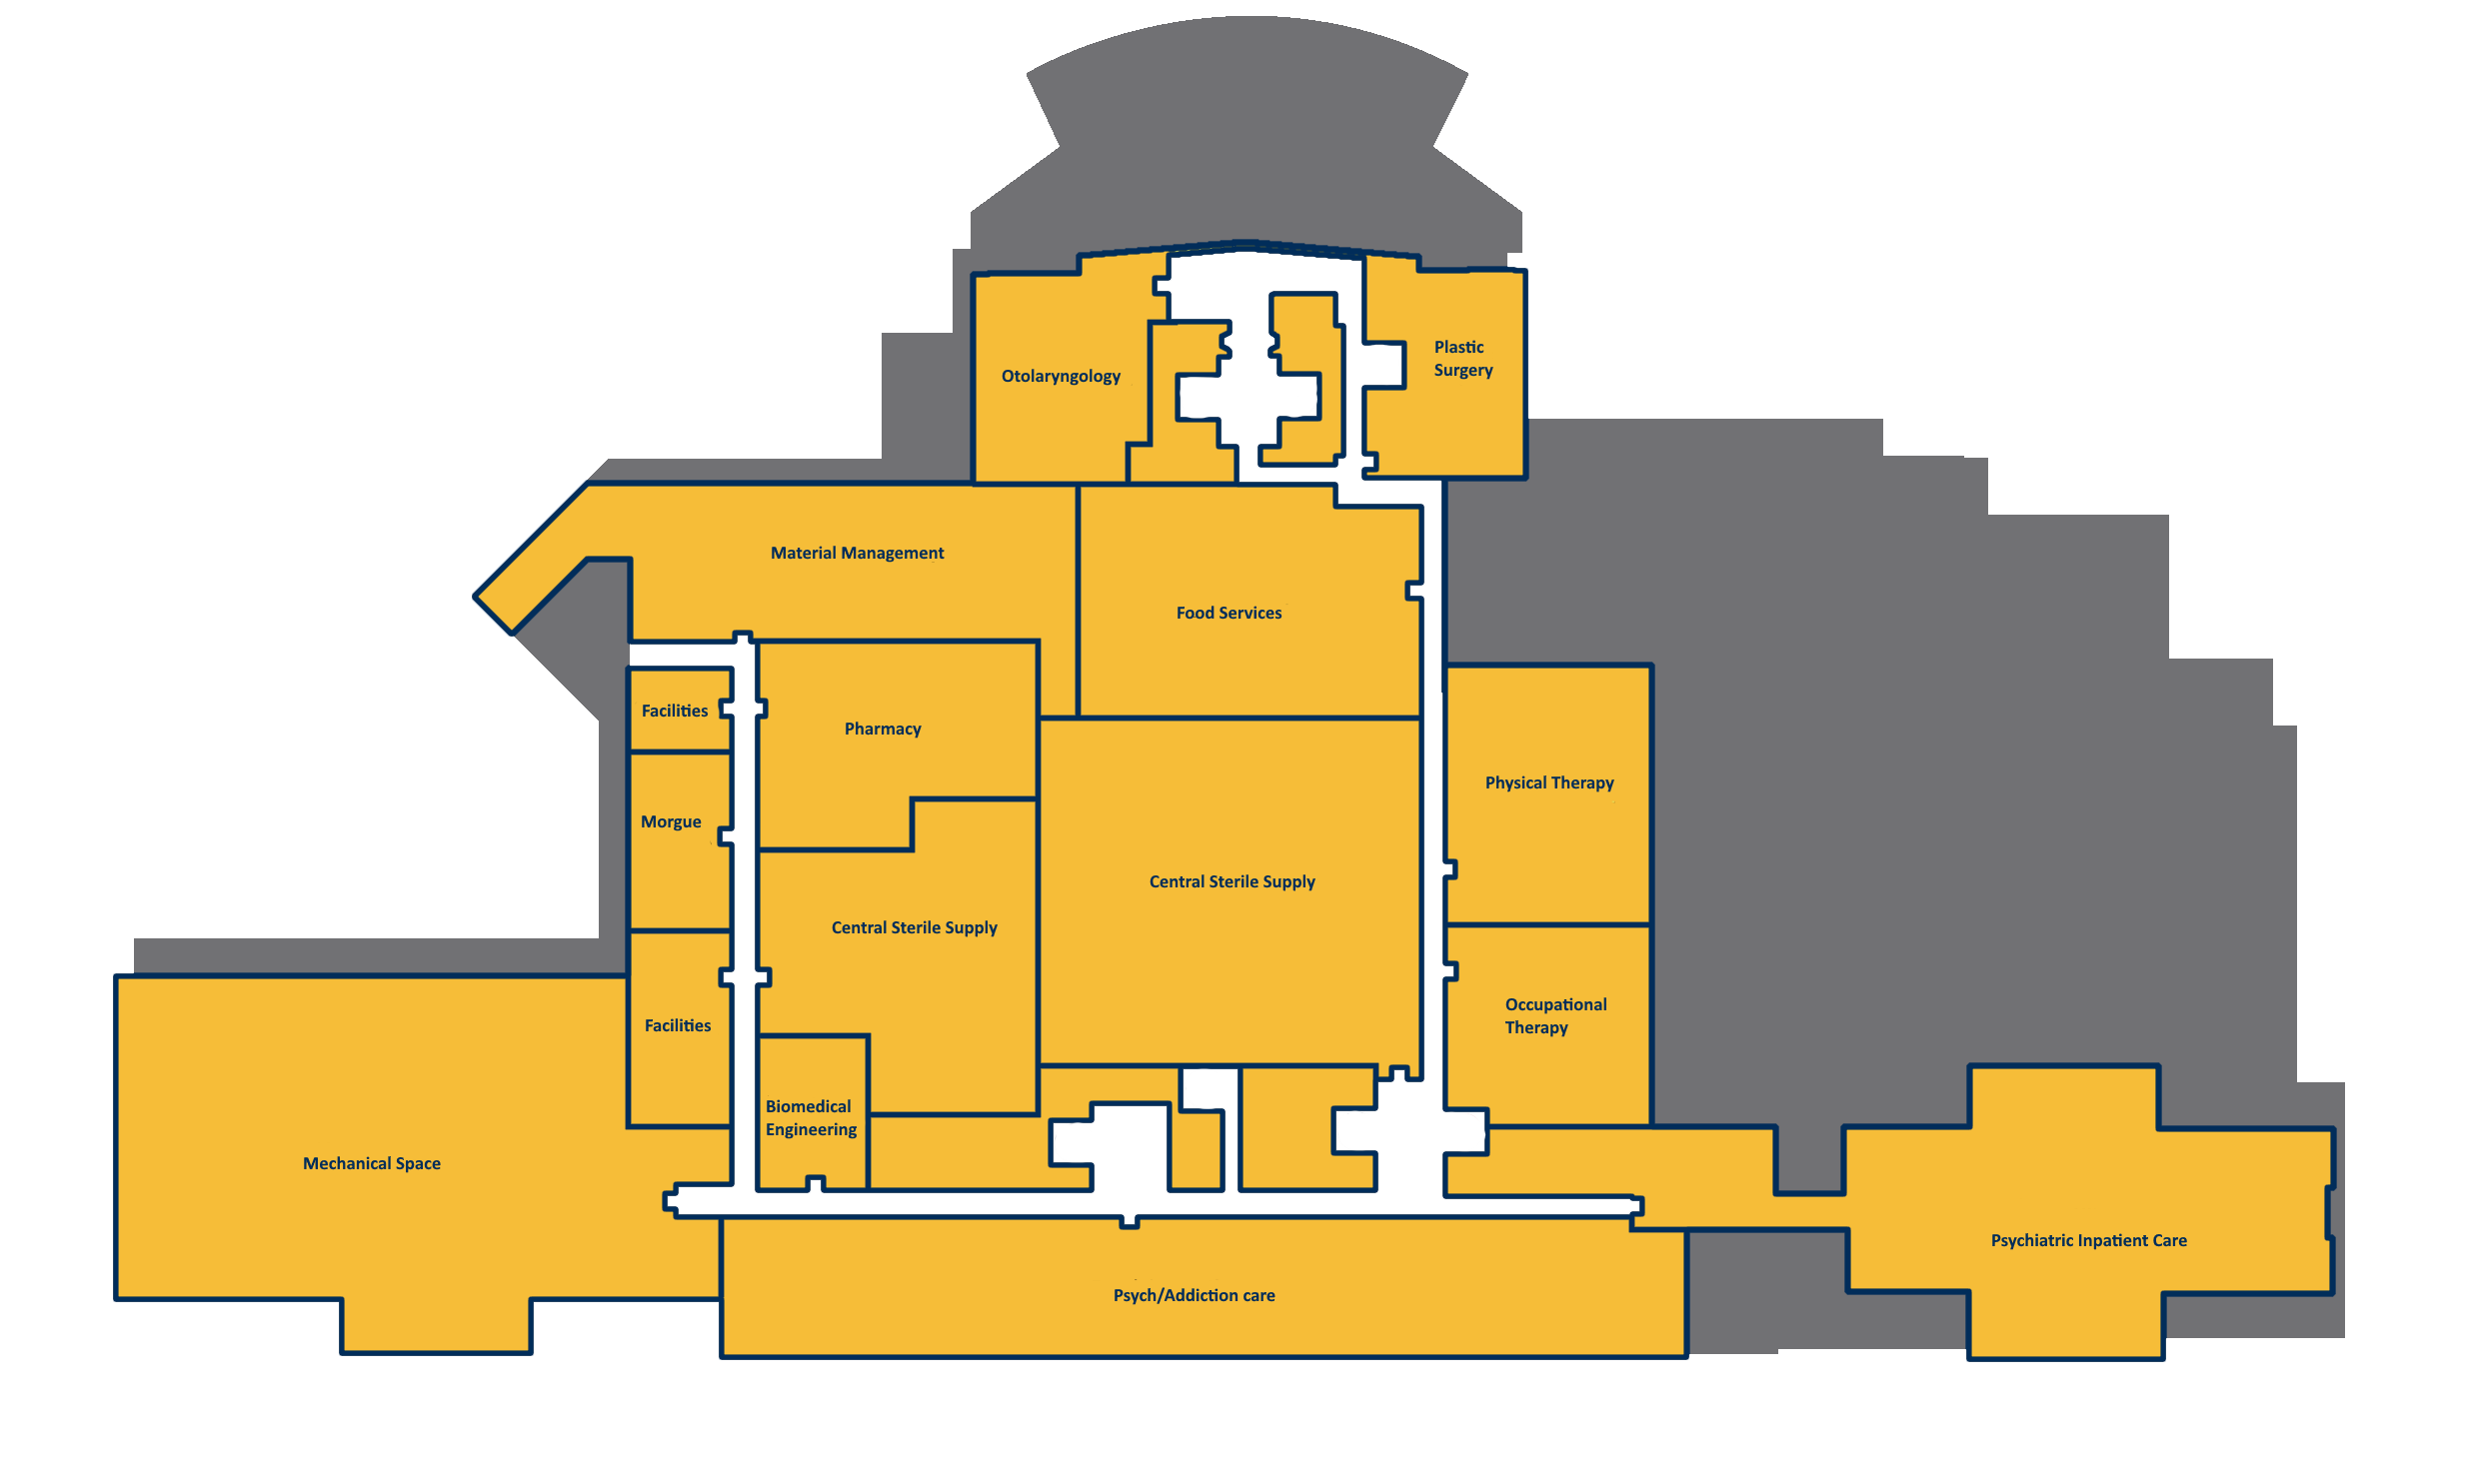 Plastic
Surgery
Otolaryngology
Material Management
Food Services
Facilities
Pharmacy
Physical Therapy
Morgue
Central Sterile Supply
Central Sterile Supply
Occupational
Therapy
Facilities
Biomedical
Engineering
Mechanical Space
Psychiatric Inpatient Care
Psych/Addiction care